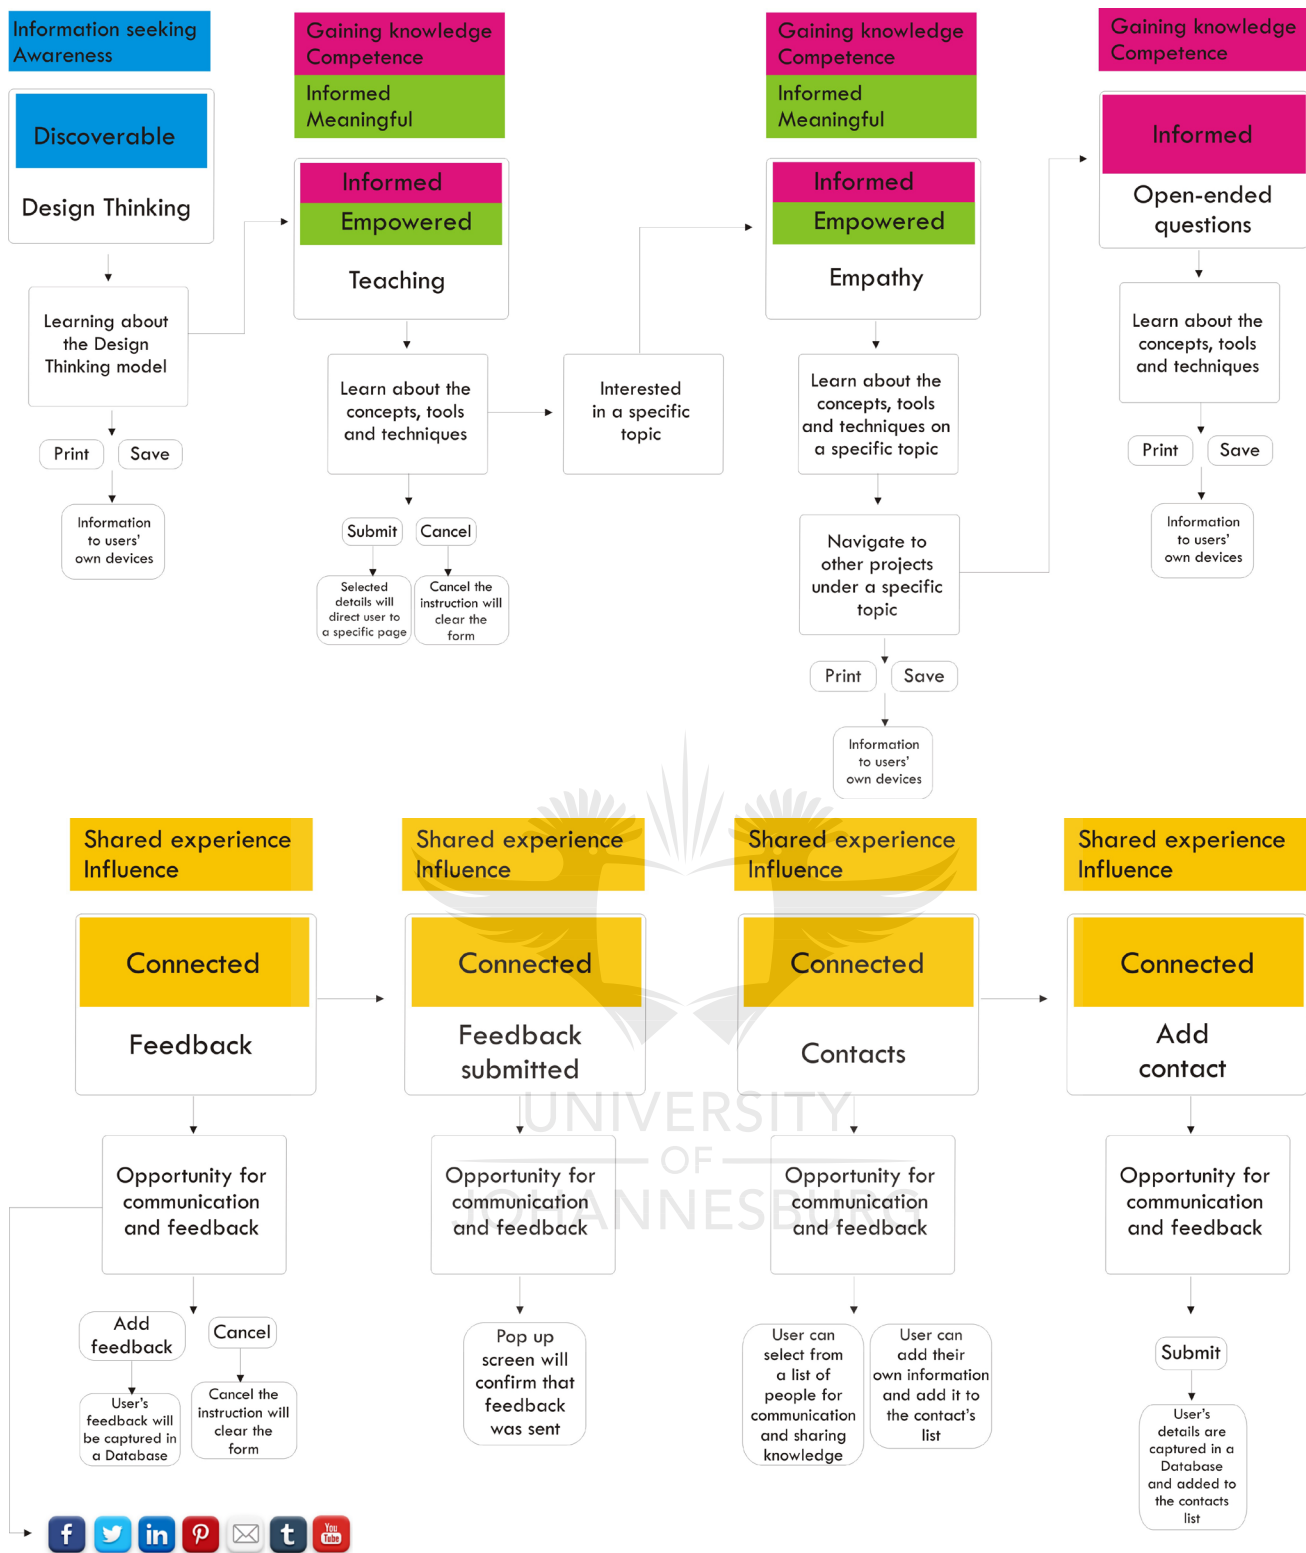 Information seeking
Awareness
Discoverable
Design Thinking
Learning about
the Design
Thinking model
Print
Save
Information
to users'
own devices
Gaining knowledge
Competence
Informed
Meaningful
Informed
Empowered
Teaching
Learn about the
concepts, tools
and techniques
Submit
Cancel
Selected
details will
direct user to
a specific page
Cancel the
instruction will
clear the
form
Interested
in a specific
topic
Gaining knowledge
Competence
Informed
Meaningful
Informed
Empowered
Empathy
Learn about the
concepts, tools
and techniques on
a specific topic
Navigate to
other projects
under a specific
topic
Print
Save
Information
to users'
own devices
Gaining knowledge
Competence
Informed
Open-ended
questions
Learn about the
concepts, tools
and techniques
Print
Save
Information
to users'
own devices
Shared experience
Influence
Connected
Feedback
Opportunity for
communication
and feedback
Add
feedback
Cancel
User's
feedback will
be captured in
a Database
Cancel the
instruction will
clear the
form
f
in
t
You
Tube
Shared experience
Influence
Connected
Feedback
submitted
Opportunity for
communication
and feedback
Pop up
screen will
confirm that
feedback
was sent
Shared experience
Influence
Connected
Contacts
Opportunity for
communication
and feedback
User can
select from
a list of
people for
communication
and sharing
knowledge
User can
add their
own information
and add it to
the contact's
list
Shared experience
Influence
Connected
Add
contact
Opportunity for
communication
and feedback
Submit
User's
details are
captured in a
Database
and added to
the contacts
list
UNIVERSITY
OF
JOHANNESBURG